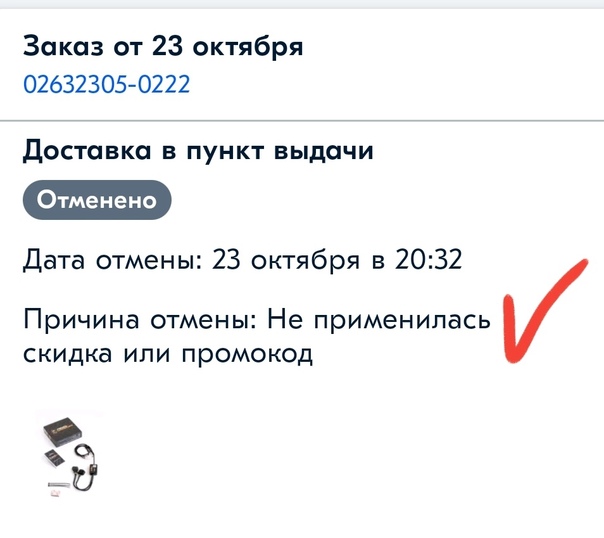 Заказ от 23 октября
02632305-0222
Доставка в пункт выдачи
Отменено
Дата отмены: 23 октября в 20:32
Причина отмены: Не применилась
скидка или промокод